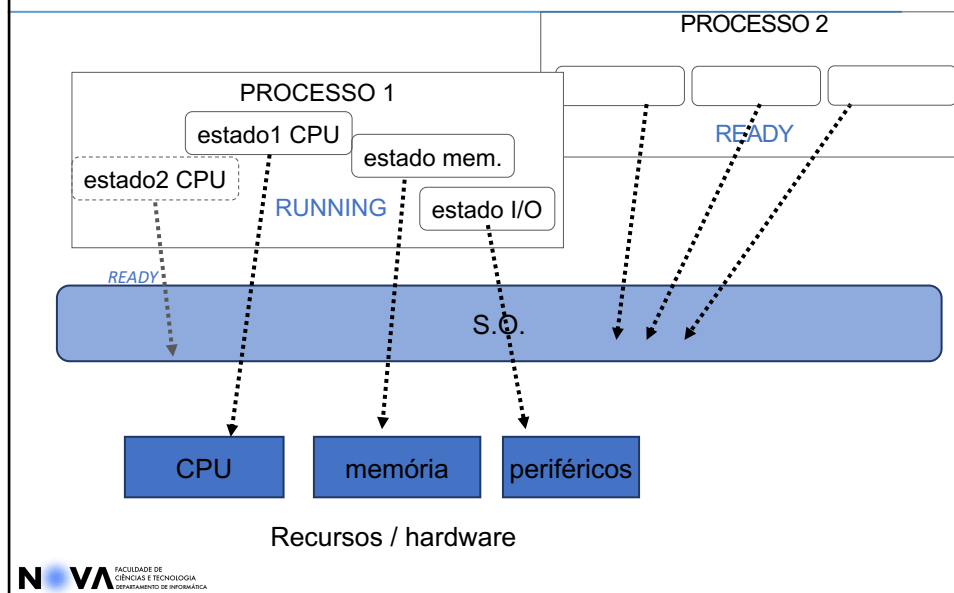 PROCESSO 2
PROCESSO 1
estado1 CPU
estado mem.
estado2 CPU
RUNNING
estado I/O
READY
READY
S.O.
CPU
memória
periféricos
Recursos / hardware
NOVA
FACULDADE DE
CIÊNCIAS E TECNOLOGIA
DEPARTAMENTO DE INFORMÁTICA